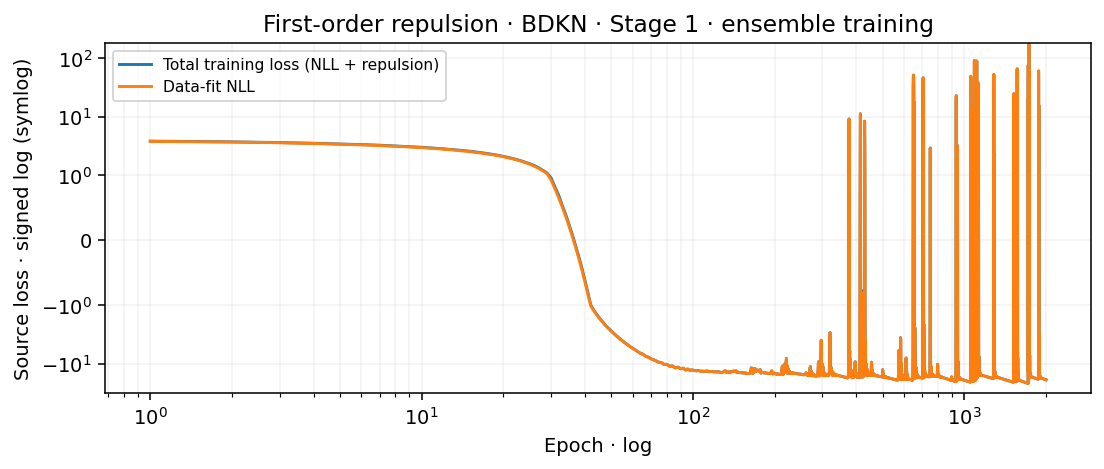 First-order repulsion · BDKN · Stage 1 · ensemble training
Total training loss (NLL + repulsion)
Data-fit NLL
Source loss · signed log (symlog)
10²
10¹
10⁰
0
−10⁰
−10¹
10⁰ 10¹ 10² 10³
Epoch · log